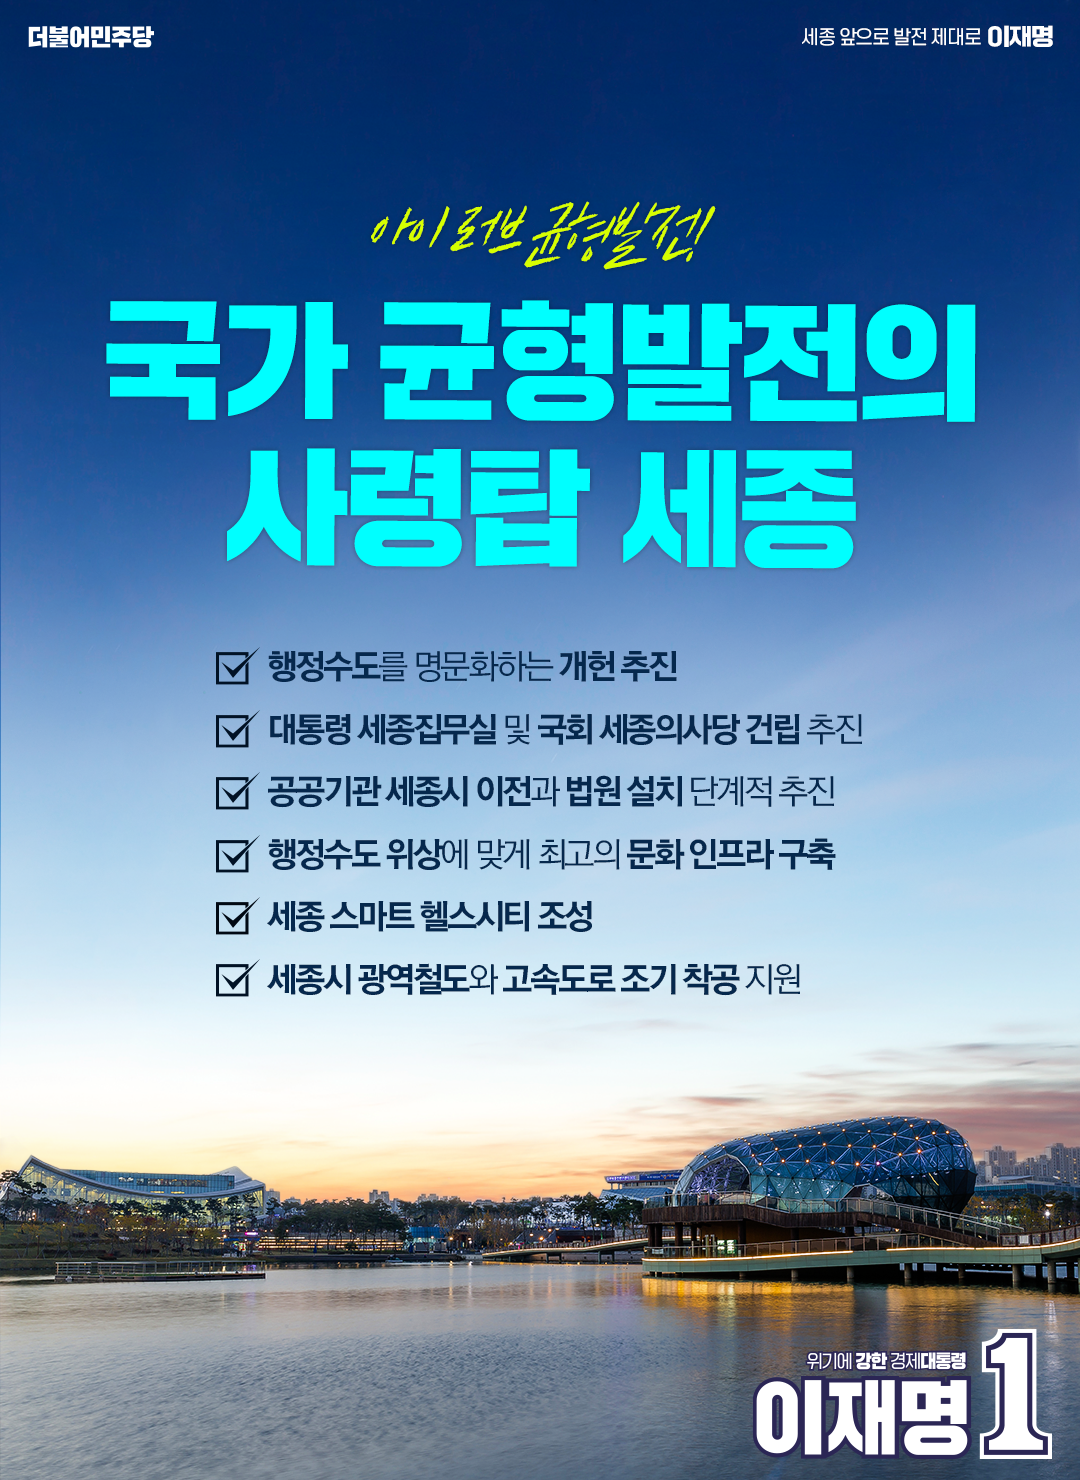 더불어민주당
세종 앞으로 발전 제대로 이재명
아이 러브 균형발전!
국가 균형발전의
사령탑 세종
행정수도를 명문화하는 개헌 추진
대통령 세종집무실 및 국회 세종의사당 건립 추진
공공기관 세종시 이전과 법원 설치 단계적 추진
행정수도 위상에 맞게 최고의 문화 인프라 구축
세종 스마트 헬스시티 조성
세종시 광역철도와 고속도로 조기 착공 지원
위기에 강한 경제대통령
이재명 1